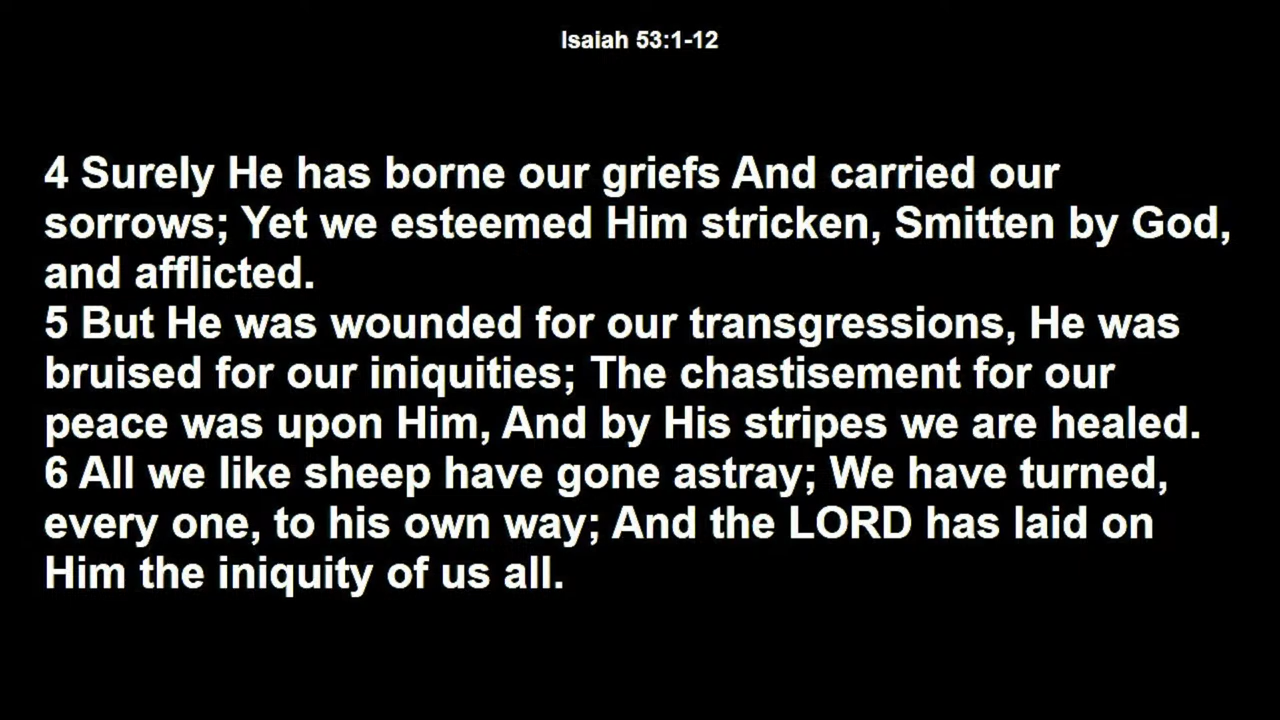 Isaiah 53:1-12
4 Surely He has borne our griefs And carried our
sorrows; Yet we esteemed Him stricken, Smitten by God,
and afflicted.
5 But He was wounded for our transgressions, He was
bruised for our iniquities; The chastisement for our
peace was upon Him, And by His stripes we are healed.
6 All we like sheep have gone astray; We have turned,
every one, to his own way; And the LORD has laid on
Him the iniquity of us all.